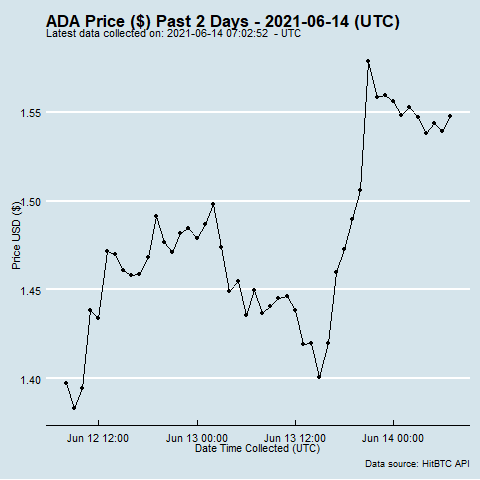 ADA Price ($) Past 2 Days - 2021-06-14 (UTC)
Latest data collected on: 2021-06-14 07:02:52 - UTC
1.55
1.50
1.45
1.40
Price USD ($)
Jun 12 12:00
Jun 13 00:00
Jun 13 12:00
Jun 14 00:00
Date Time Collected (UTC)
Data source: HitBTC API